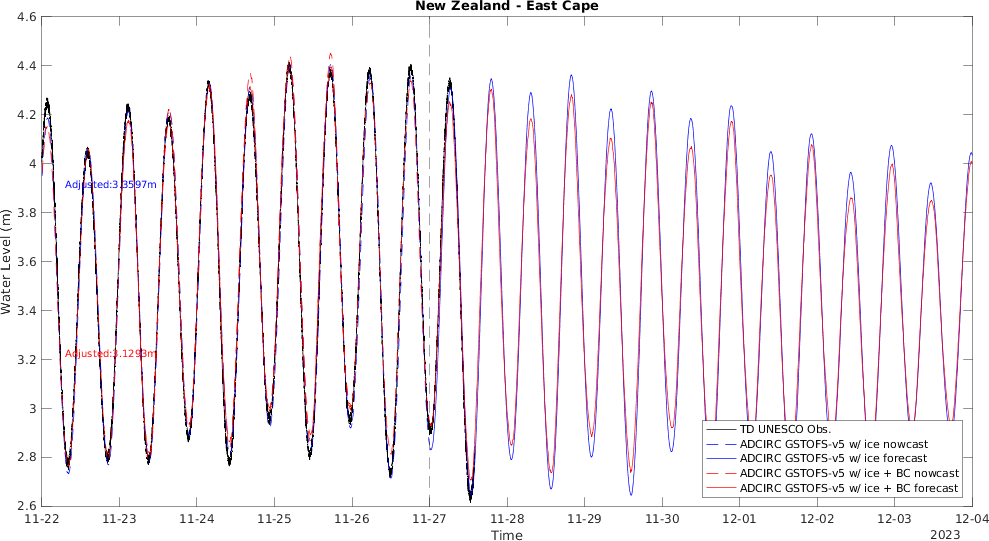 New Zealand - East Cape
Water Level (m)
4.6
4.4
4.2
4
3.8
3.6
3.4
3.2
3
2.8
2.6
Adjusted:3.3597m
Adjusted:3.1293m
TD UNESCO Obs.
ADCIRC GSTOFS-v5 w/ ice nowcast
ADCIRC GSTOFS-v5 w/ ice forecast
ADCIRC GSTOFS-v5 w/ ice + BC nowcast
ADCIRC GSTOFS-v5 w/ ice + BC forecast
11-22 11-23 11-24 11-25 11-26 11-27 11-28 11-29 11-30 12-01 12-02 12-03 12-04
Time
2023